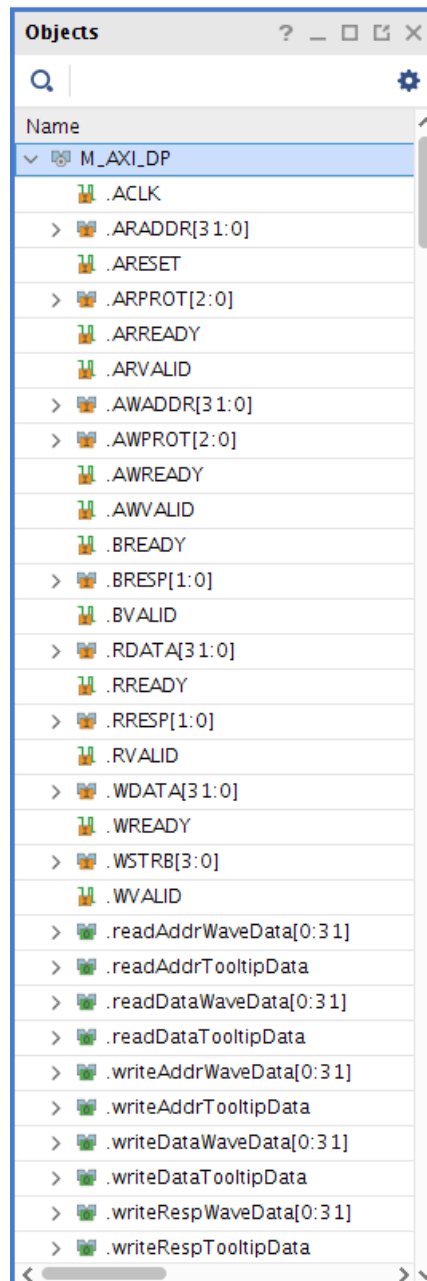 Objects ?
Name
M_AXI_DP
.ACLK
.ARADDR[31:0]
.ARESET
.ARPROT[2:0]
.ARREADY
.ARVALID
.AWADDR[31:0]
.AWPROT[2:0]
.AWREADY
.AWVALID
.BREADY
.BRESP[1:0]
.BVALID
.RDATA[31:0]
.RREADY
.RRESP[1:0]
.RVALID
.WDATA[31:0]
.WREADY
.WSTRB[3:0]
.WVALID
.readAddrWaveData[0:31]
.readAddrTooltipData
.readDataWaveData[0:31]
.readDataTooltipData
.writeAddrWaveData[0:31]
.writeAddrTooltipData
.writeDataWaveData[0:31]
.writeDataTooltipData
.writeRespWaveData[0:31]
.writeRespTooltipData